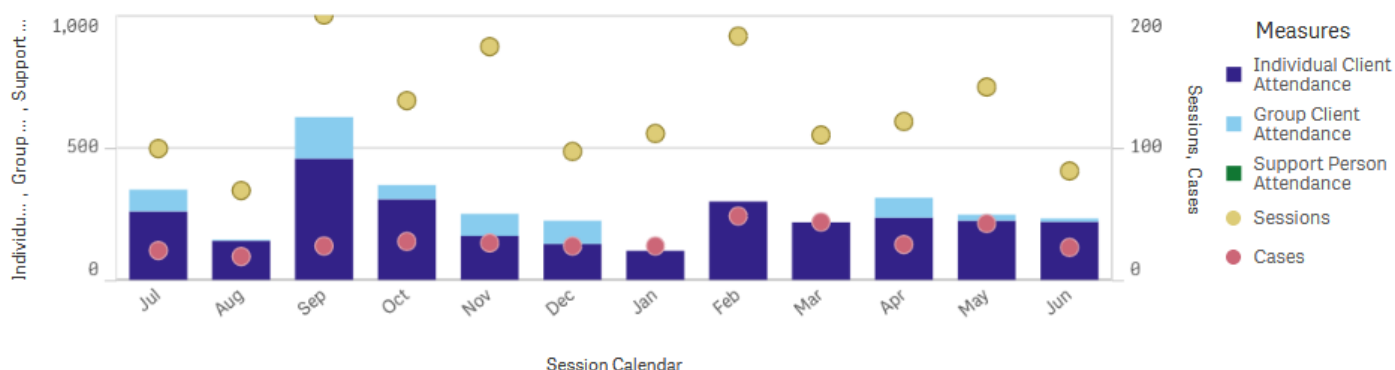 Individu... , Group ... , Support ...
1,000
500
0
200
100
0
Sessions, Cases
Jul
Aug
Sep
Oct
Nov
Dec
Jan
Feb
Mar
Apr
May
Jun
Session Calendar
Measures
Individual Client
Attendance
Group Client
Attendance
Support Person
Attendance
Sessions
Cases